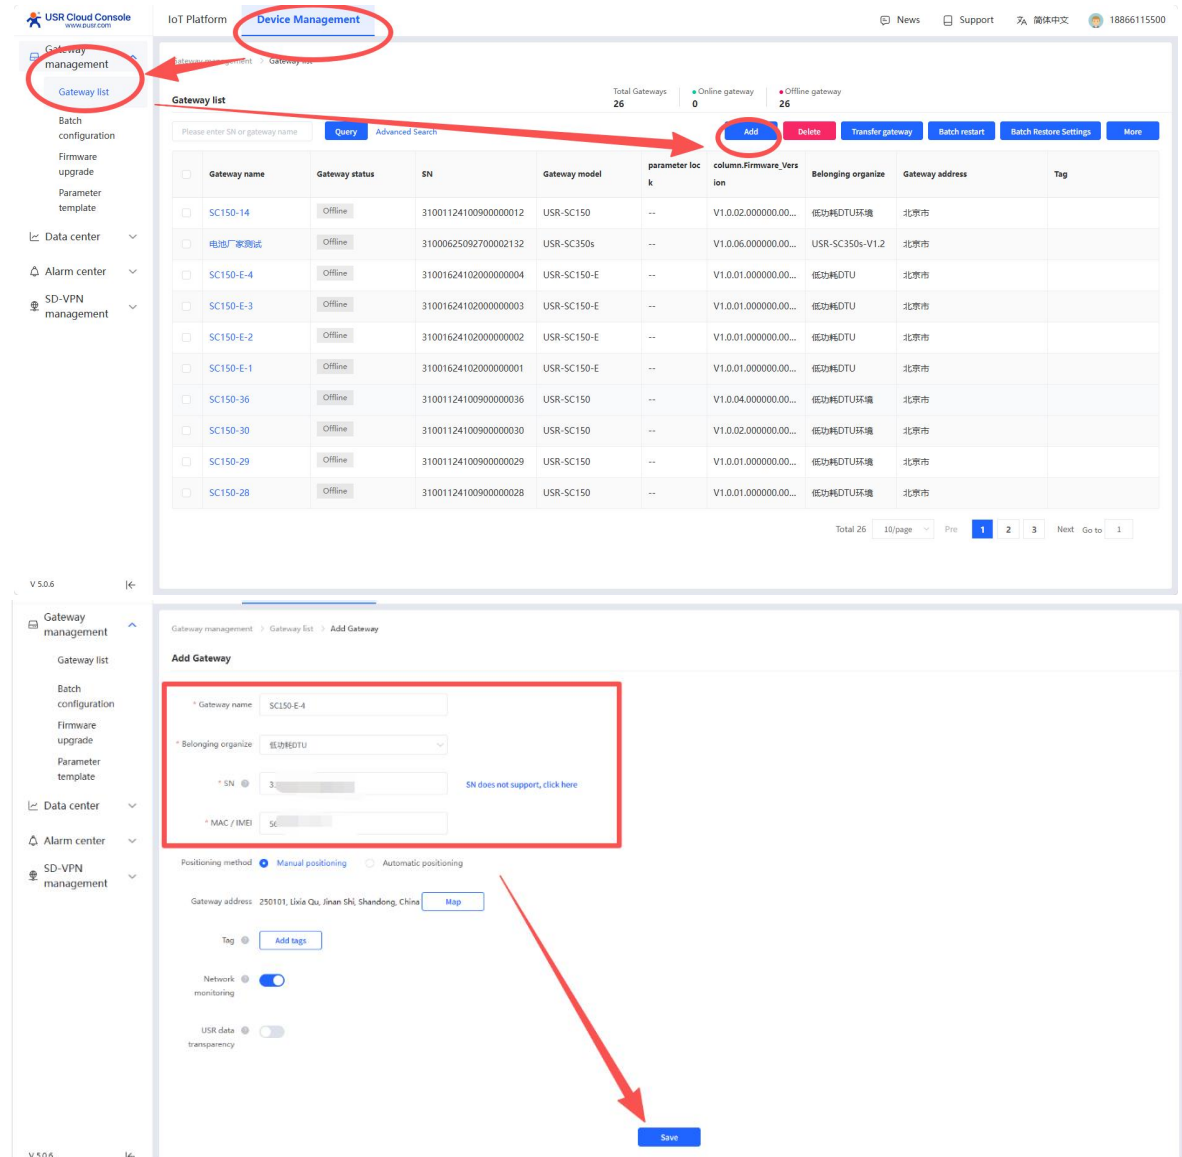 USR Cloud Console
www.pusr.com
IoT Platform
Device Management
News
Support
简体中文
18866115500
Gateway
management
Gateway list
Batch
configuration
Firmware
upgrade
Parameter
template
Data center
Alarm center
SD-VPN
management
V 5.0.6
Gateway management > Gateway list
Gateway list
Total Gateways
26
Online gateway
0
Offline gateway
26
Please enter SN or gateway name
Query
Advanced Search
Add
Delete
Transfer gateway
Batch restart
Batch Restore Settings
More
Gateway name Gateway status SN Gateway model parameter loc column.Firmware_Vers Belonging organize Gateway address Tag
k ion
SC150-14 Offline 31001124100900000012 USR-SC150 -- V1.0.02.000000.00... 低功耗DTU环境 北京市
电池厂家测试 Offline 31000625092700002132 USR-SC350s -- V1.0.06.000000.00... USR-SC350s-V1.2 北京市
SC150-E-4 Offline 31001624102000000004 USR-SC150-E -- V1.0.01.000000.00... 低功耗DTU 北京市
SC150-E-3 Offline 31001624102000000003 USR-SC150-E -- V1.0.01.000000.00... 低功耗DTU 北京市
SC150-E-2 Offline 31001624102000000002 USR-SC150-E -- V1.0.01.000000.00... 低功耗DTU 北京市
SC150-E-1 Offline 31001624102000000001 USR-SC150-E -- V1.0.01.000000.00... 低功耗DTU 北京市
SC150-36 Offline 31001124100900000036 USR-SC150 -- V1.0.04.000000.00... 低功耗DTU环境 北京市
SC150-30 Offline 31001124100900000030 USR-SC150 -- V1.0.02.000000.00... 低功耗DTU环境 北京市
SC150-29 Offline 31001124100900000029 USR-SC150 -- V1.0.01.000000.00... 低功耗DTU环境 北京市
SC150-28 Offline 31001124100900000028 USR-SC150 -- V1.0.01.000000.00... 低功耗DTU环境 北京市
Total 26 10/page Pre 1 2 3 Next Go to 1
Gateway
management
Gateway list
Batch
configuration
Firmware
upgrade
Parameter
template
Data center
Alarm center
SD-VPN
management
V 5.0.6
Gateway management > Gateway list > Add Gateway
Add Gateway
* Gateway name SC150-E-4
* Belonging organize 低功耗DTU
* SN 3 SN does not support, click here
* MAC / IMEI
Positioning method Manual positioning Automatic positioning
Gateway address 250101, Lixia Qu, Jinan Shi, Shandong, China Map
Tag Add tags
Network
monitoring
USR data
transparency
Save